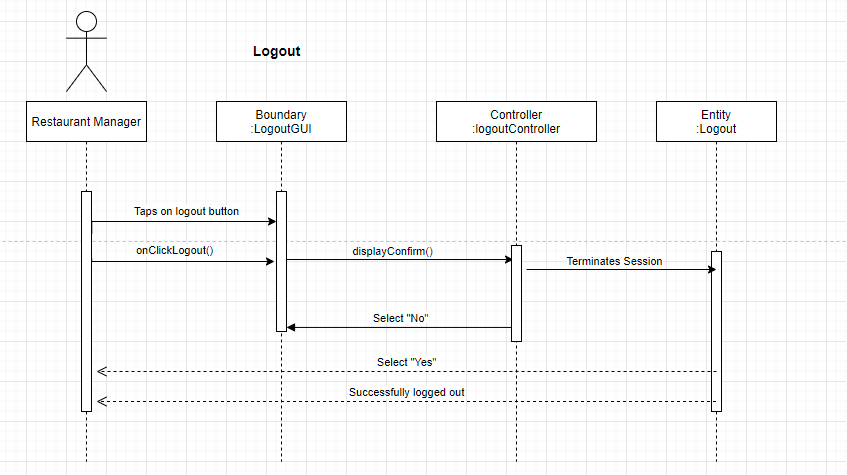 Logout
Restaurant Manager
Boundary
:LogoutGUI
Controller
:logoutController
Entity
:Logout
Taps on logout button
onClickLogout()
displayConfirm()
Terminates Session
Select "No"
Select "Yes"
Successfully logged out